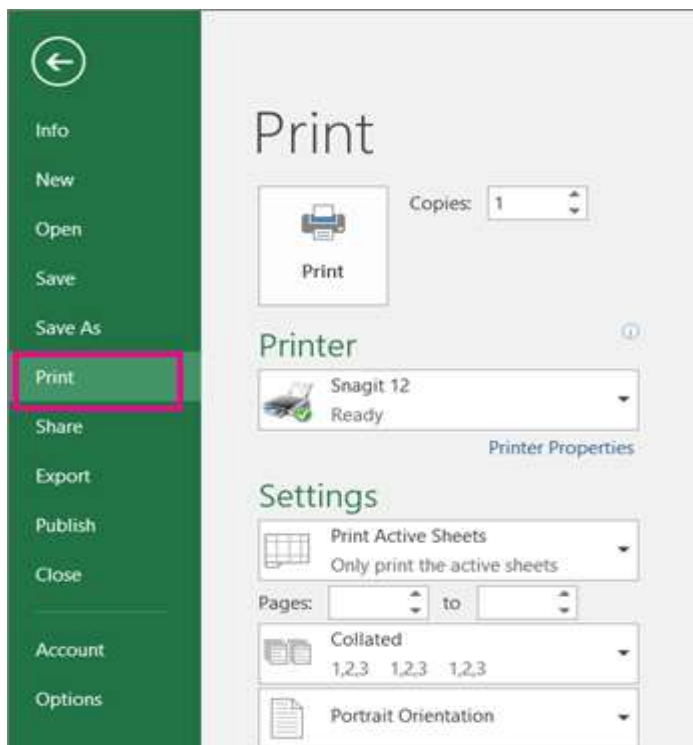 Info
New
Open
Save
Save As
Print
Share
Export
Publish
Close
Account
Options
Print
Copies: 1
Print
Printer
Snagit 12
Ready
Printer Properties
Settings
Print Active Sheets
Only print the active sheets
Pages: to
Collated
1,2,3 1,2,3 1,2,3
Portrait Orientation